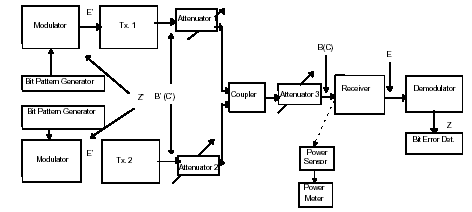 E'
Modulator
Tx. 1
Attenuator 1
Bit Pattern Generator
Z'
B' (C')
Bit Pattern Generator
E'
Modulator
Tx. 2
Attenuator 2
Coupler
Attenuator 3
B(C)
Receiver
E
Demodulator
Z
Bit Error Det.
Power
Sensor
Power
Meter